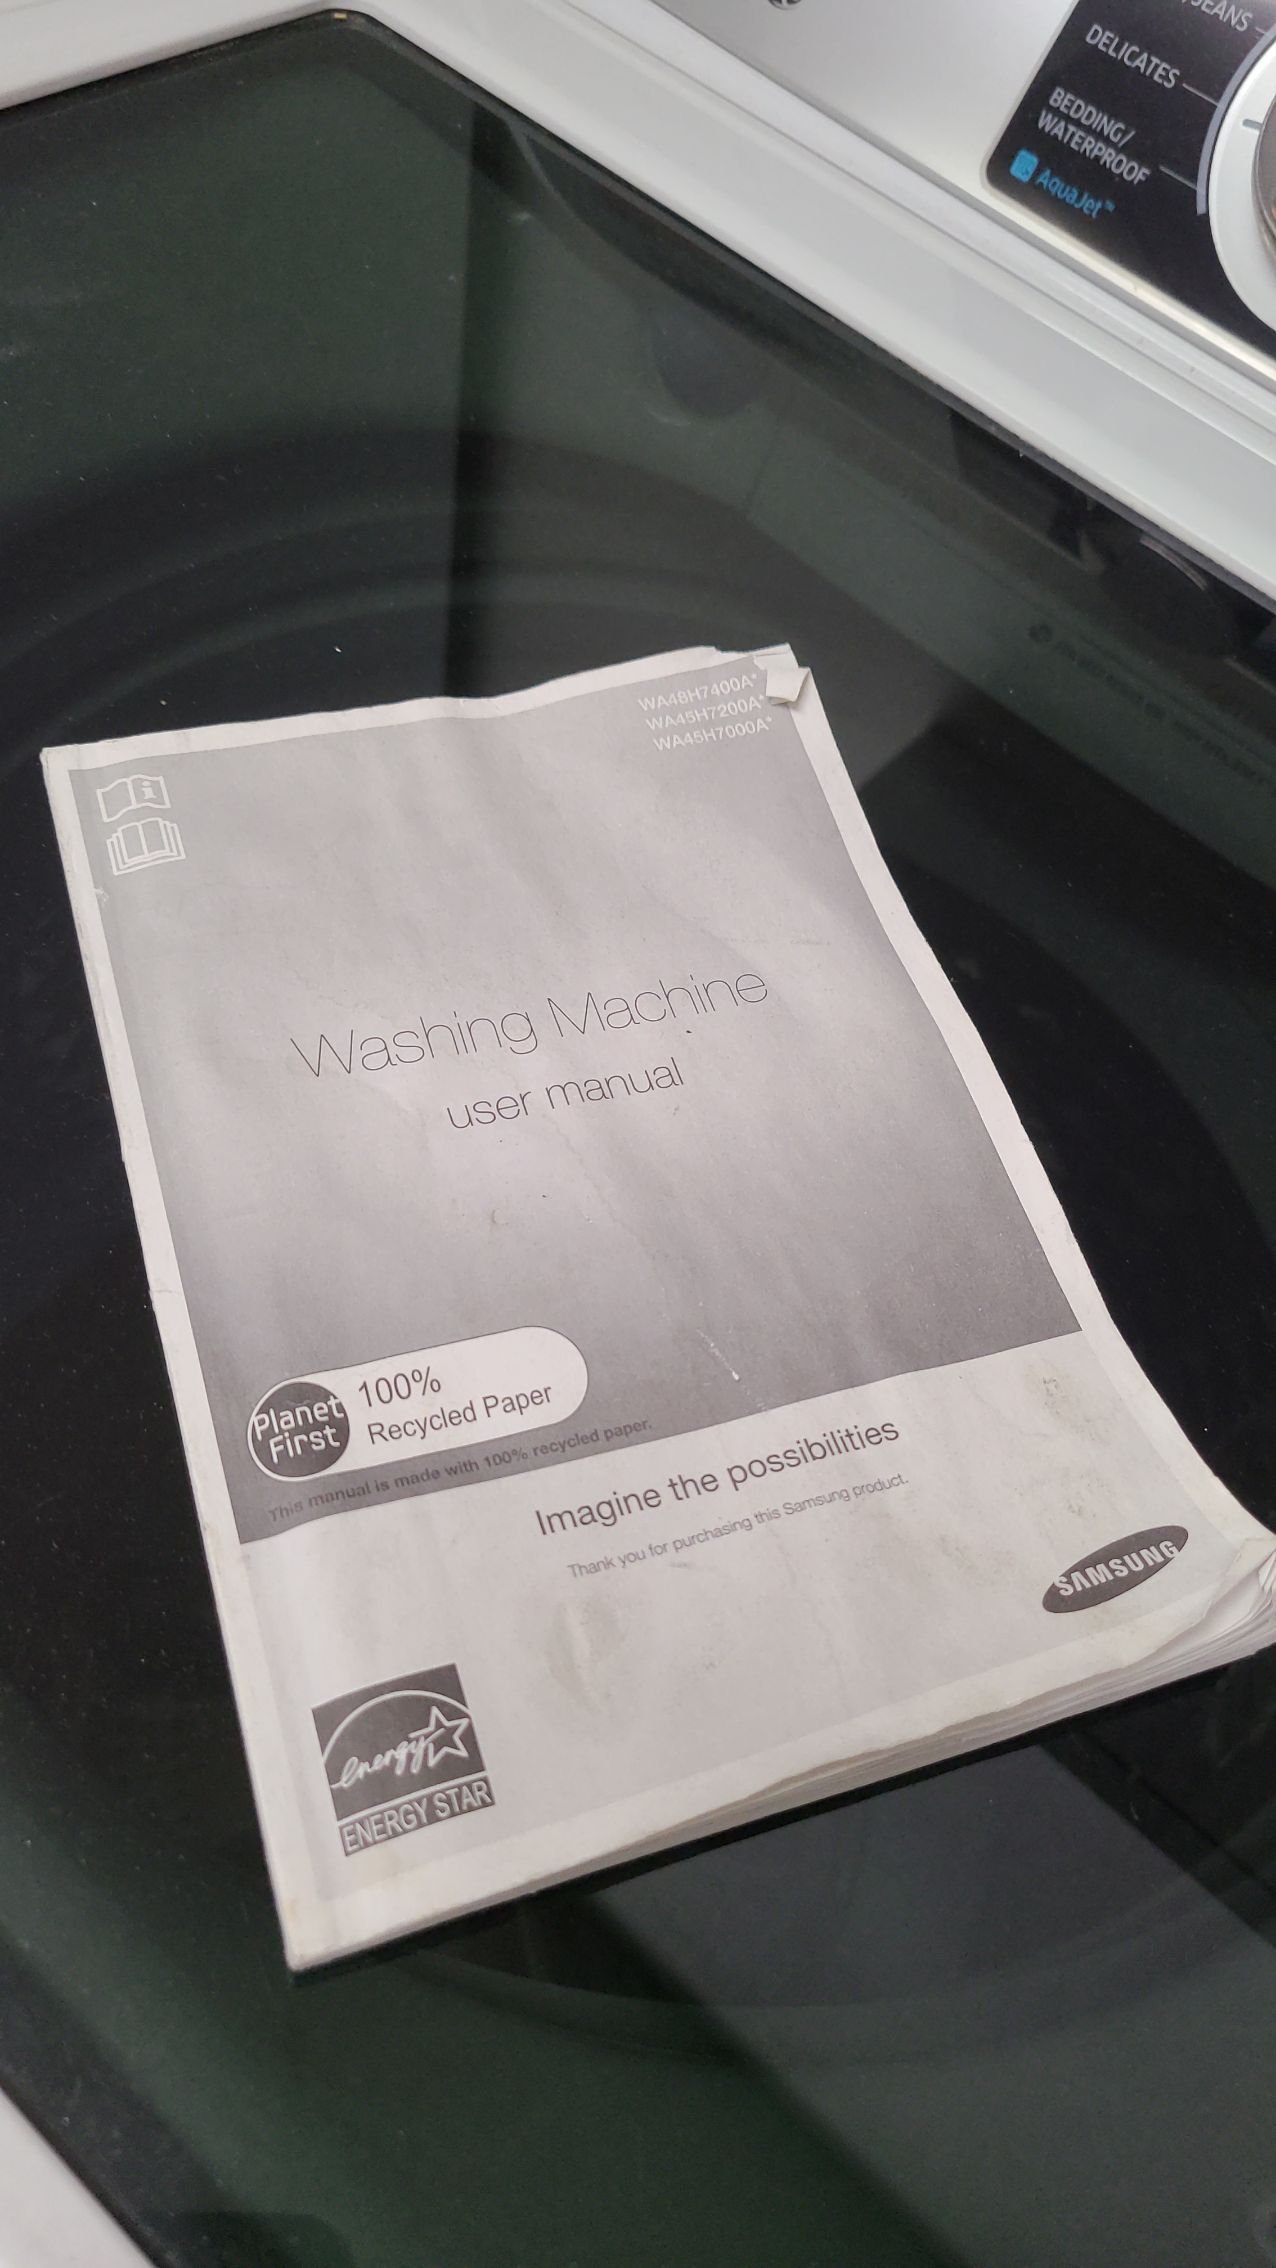 JEANS
DELICATES
BEDDING/
WATERPROOF
AquaJet™
WA48H7400A*
WA45H7200A*
WA45H7000A*
Washing Machine
user manual
Planet
First
100%
Recycled Paper
This manual is made with 100% recycled paper.
Imagine the possibilities
Thank you for purchasing this Samsung product.
SAMSUNG
energy
ENERGY STAR